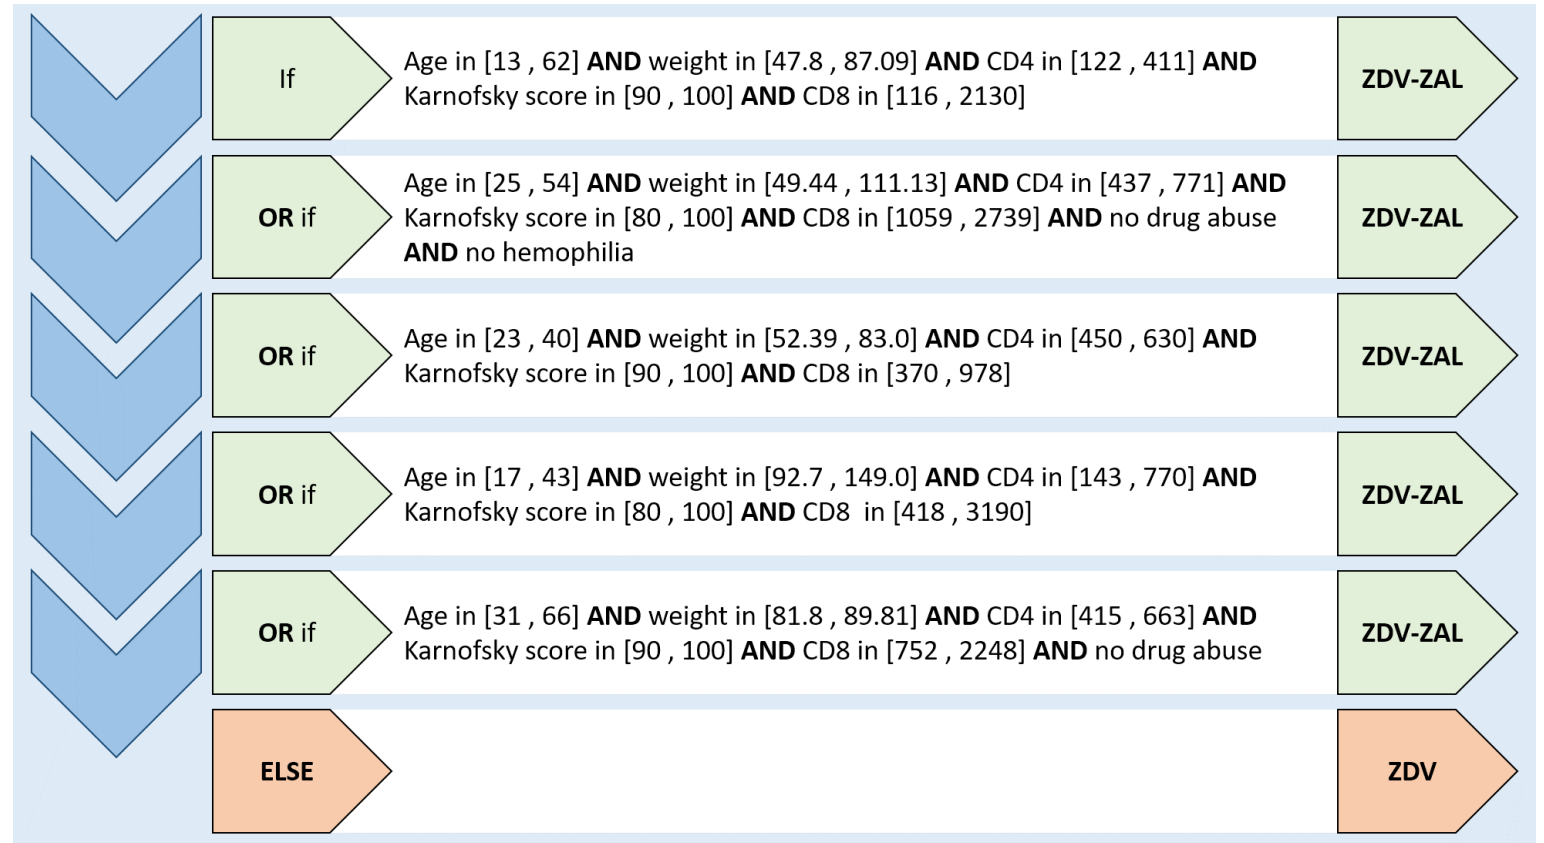 If
Age in [13 , 62] AND weight in [47.8 , 87.09] AND CD4 in [122 , 411] AND
Karnofsky score in [90 , 100] AND CD8 in [116 , 2130]
ZDV-ZAL
OR if
Age in [25 , 54] AND weight in [49.44 , 111.13] AND CD4 in [437 , 771] AND
Karnofsky score in [80 , 100] AND CD8 in [1059 , 2739] AND no drug abuse
AND no hemophilia
ZDV-ZAL
OR if
Age in [23 , 40] AND weight in [52.39 , 83.0] AND CD4 in [450 , 630] AND
Karnofsky score in [90 , 100] AND CD8 in [370 , 978]
ZDV-ZAL
OR if
Age in [17 , 43] AND weight in [92.7 , 149.0] AND CD4 in [143 , 770] AND
Karnofsky score in [80 , 100] AND CD8  in [418 , 3190]
ZDV-ZAL
OR if
Age in [31 , 66] AND weight in [81.8 , 89.81] AND CD4 in [415 , 663] AND
Karnofsky score in [90 , 100] AND CD8 in [752 , 2248] AND no drug abuse
ZDV-ZAL
ELSE
ZDV